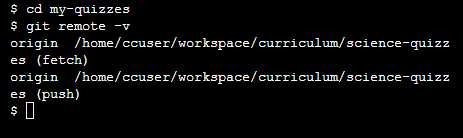 $ cd my-quizzes
$ git remote -v
origin  /home/ccuser/workspace/curriculum/science-quizz
es (fetch)
origin  /home/ccuser/workspace/curriculum/science-quizz
es (push)
$